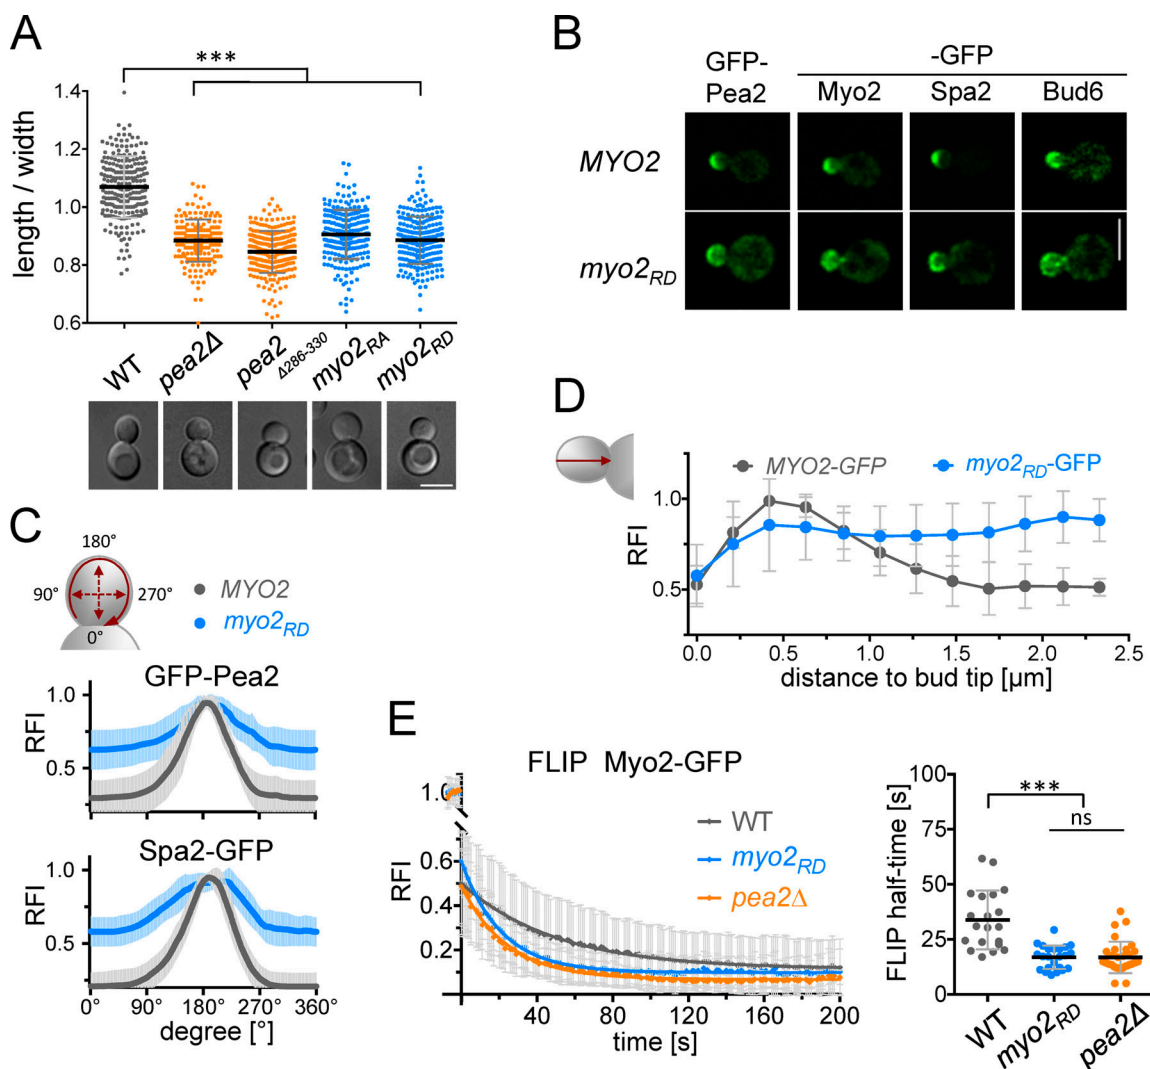 A
***
length / width
1.4
1.2
1.0
0.8
0.6
WT
pea2Δ
pea2 Δ286-330
myo2RA
myo2RD
B
GFP-
Pea2
-GFP
Myo2
Spa2
Bud6
MYO2
myo2RD
C
180°
90°
270°
0°
MYO2
myo2RD
GFP-Pea2
RFI
1.0
0.5
Spa2-GFP
RFI
1.0
0.5
0°
90°
180°
270°
360°
degree [°]
D
MYO2-GFP
myo2RD-GFP
RFI
1.0
0.5
0.0
0.5
1.0
1.5
2.0
2.5
distance to bud tip [µm]
E
FLIP Myo2-GFP
RFI
1.0
0.6
0.4
0.2
WT
myo2RD
pea2Δ
40
80
120
160
200
time [s]
FLIP half-time [s]
100
75
50
25
0
***
ns
WT
myo2RD
pea2Δ